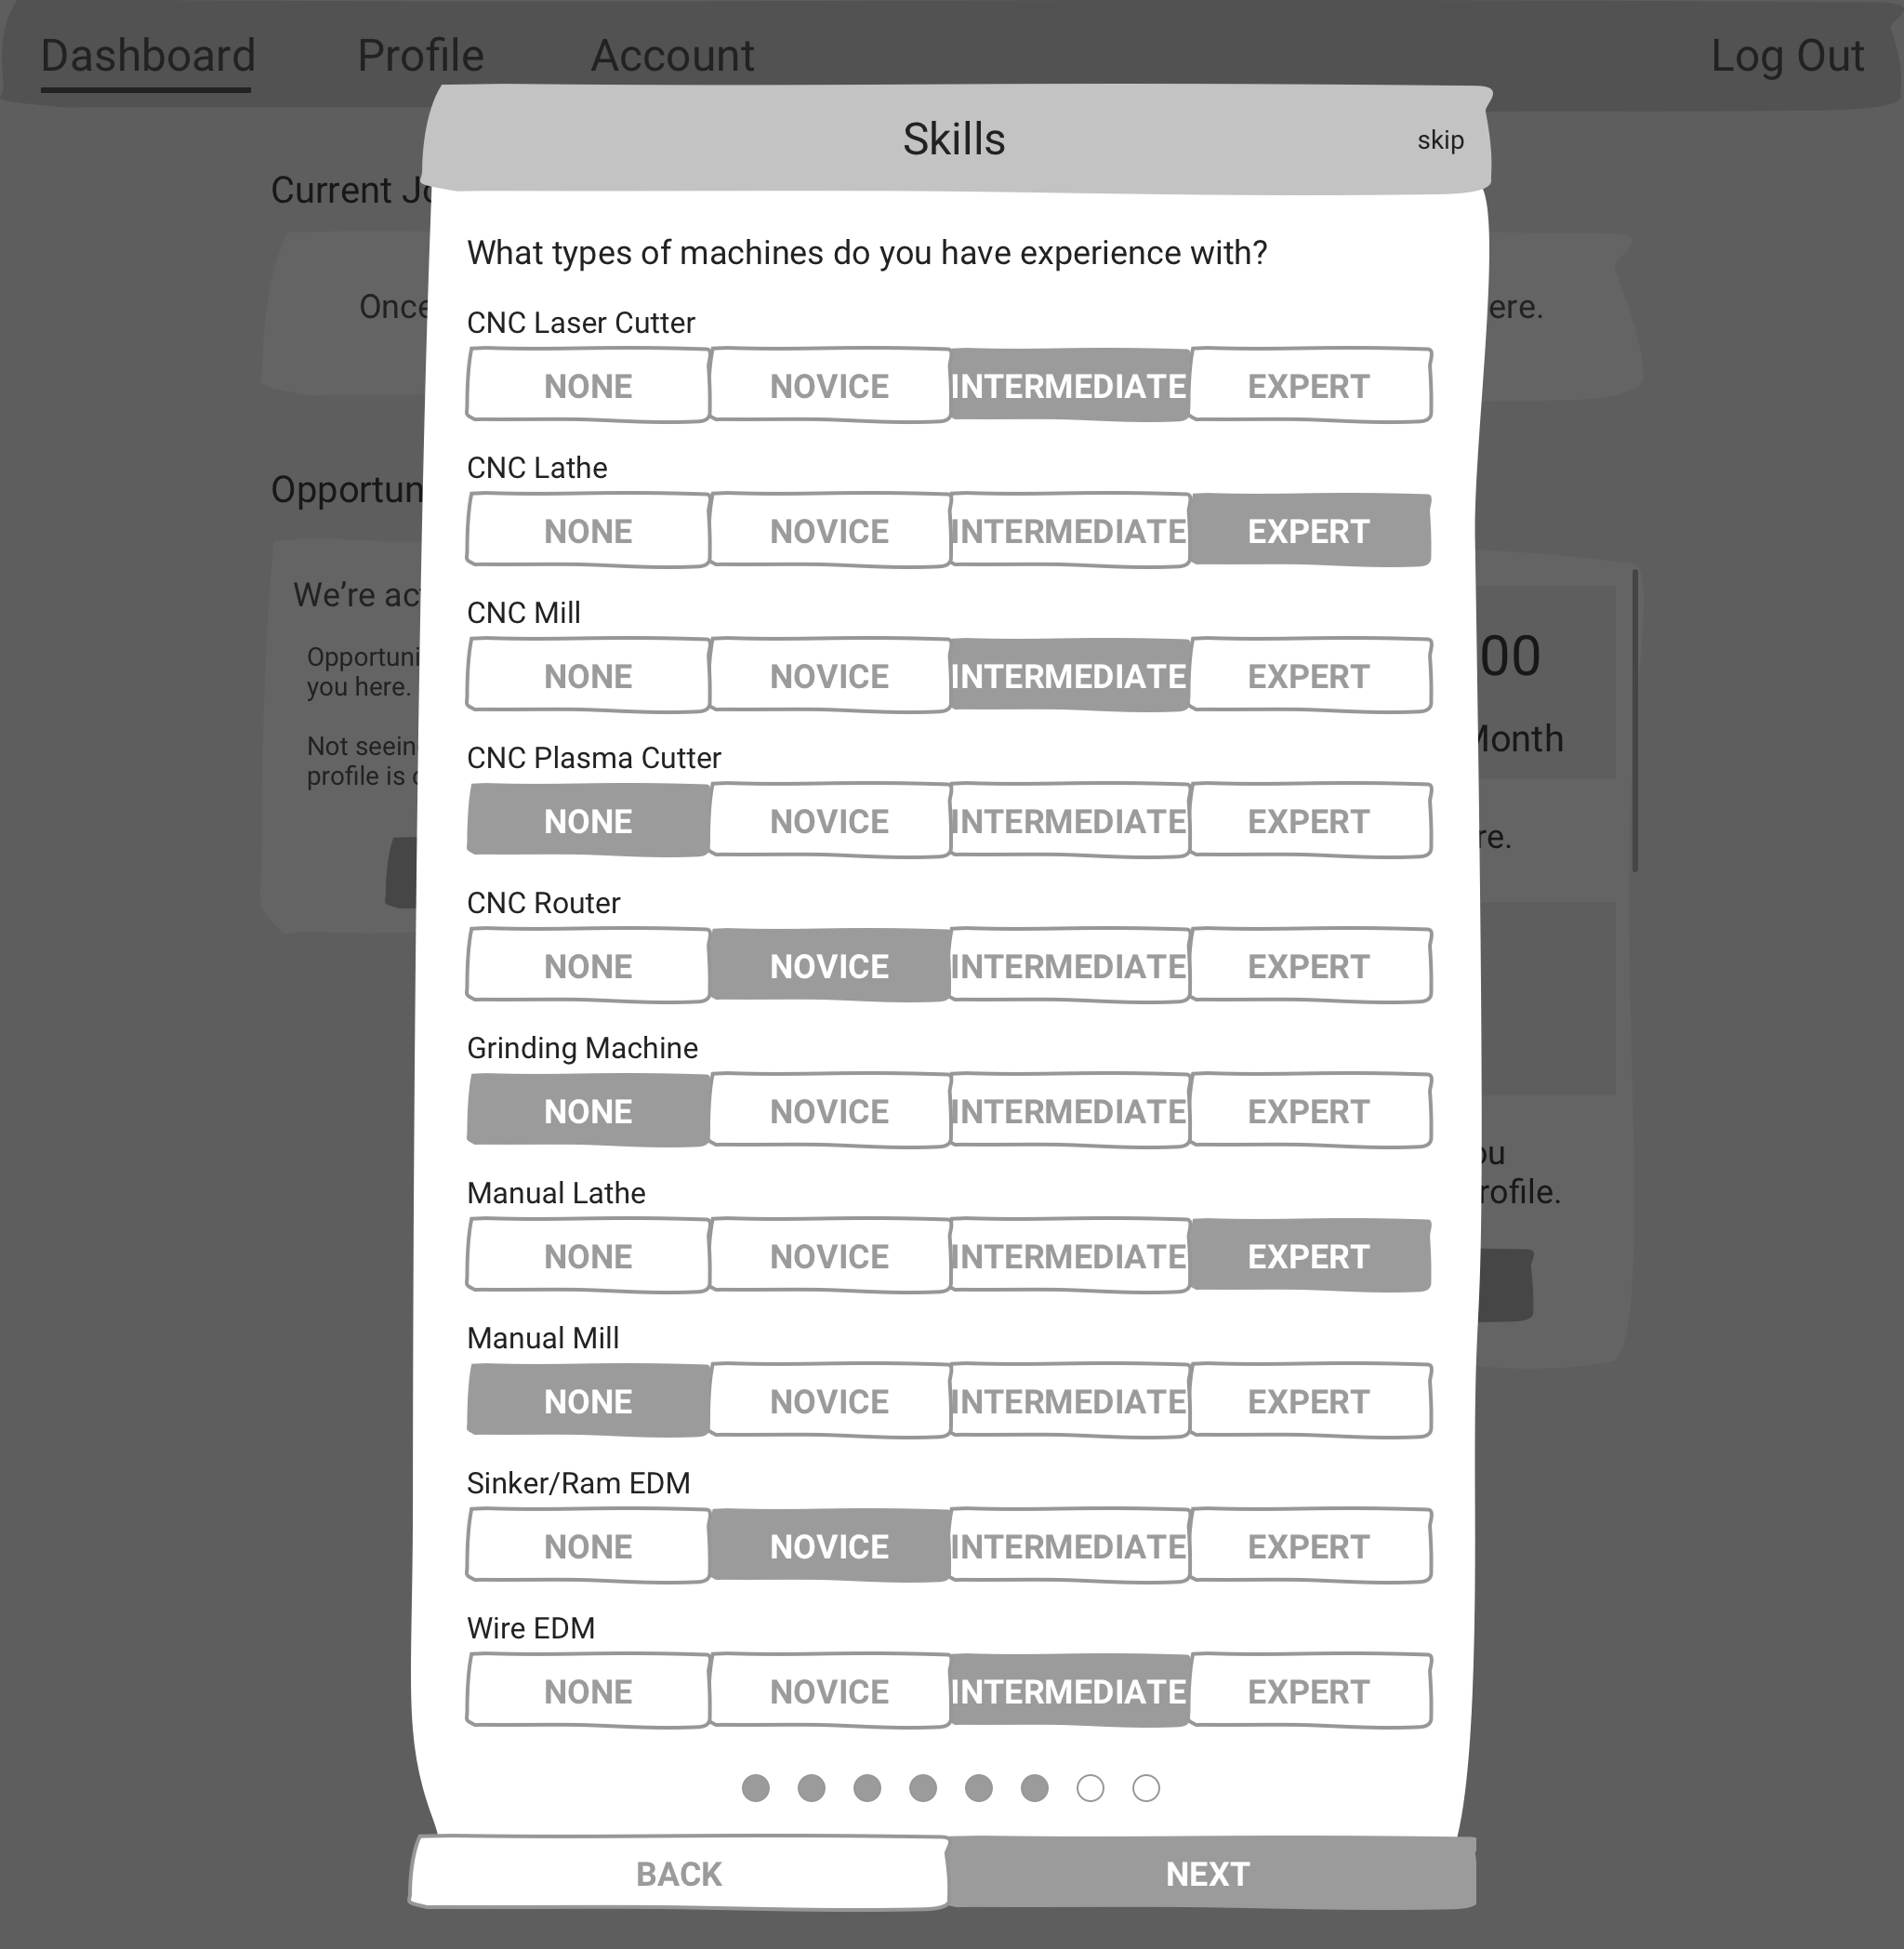 Dashboard Profile Account Log Out
Skills skip
Current Jo
What types of machines do you have experience with?
Once ere.
CNC Laser Cutter
NONE NOVICE INTERMEDIATE EXPERT
CNC Lathe
Opportun
NONE NOVICE INTERMEDIATE EXPERT
We’re ac
CNC Mill
Opportuni
you here.
NONE NOVICE INTERMEDIATE EXPERT
00
Not seein
profile is
Month
CNC Plasma Cutter
NONE NOVICE INTERMEDIATE EXPERT
re.
CNC Router
NONE NOVICE INTERMEDIATE EXPERT
Grinding Machine
NONE NOVICE INTERMEDIATE EXPERT
ou
rofile.
Manual Lathe
NONE NOVICE INTERMEDIATE EXPERT
Manual Mill
NONE NOVICE INTERMEDIATE EXPERT
Sinker/Ram EDM
NONE NOVICE INTERMEDIATE EXPERT
Wire EDM
NONE NOVICE INTERMEDIATE EXPERT
BACK NEXT